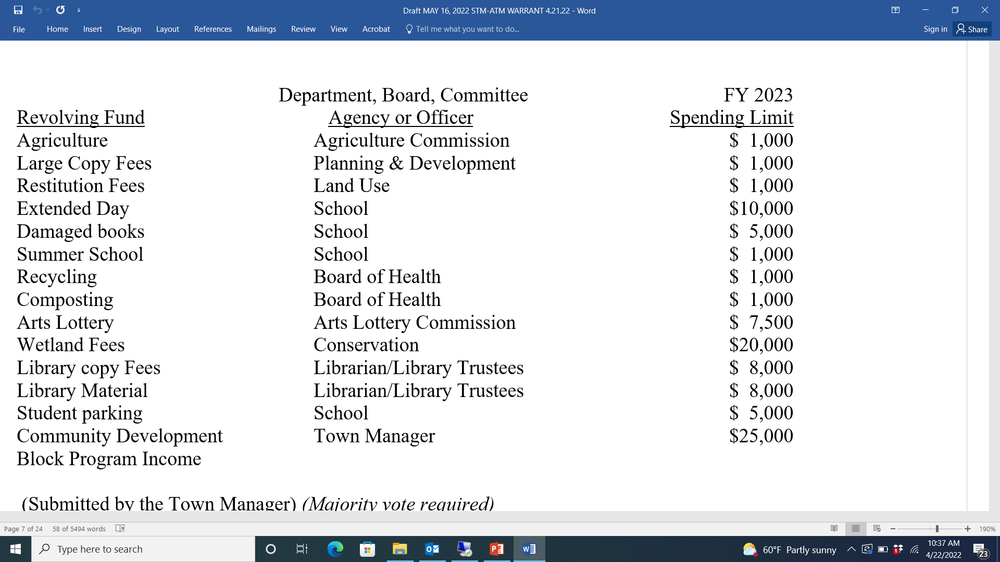 Draft MAY 16, 2022 STM-ATM WARRANT 4.21.22 - Word
File Home Insert Design Layout References Mailings Review View Acrobat Tell me what you want to do... Sign in Share
Department, Board, Committee FY 2023
Revolving Fund Agency or Officer Spending Limit
Agriculture Agriculture Commission $ 1,000
Large Copy Fees Planning & Development $ 1,000
Restitution Fees Land Use $ 1,000
Extended Day School $10,000
Damaged books School $ 5,000
Summer School School $ 1,000
Recycling Board of Health $ 1,000
Composting Board of Health $ 1,000
Arts Lottery Arts Lottery Commission $ 7,500
Wetland Fees Conservation $20,000
Library copy Fees Librarian/Library Trustees $ 8,000
Library Material Librarian/Library Trustees $ 8,000
Student parking School $ 5,000
Community Development Town Manager $25,000
Block Program Income
(Submitted by the Town Manager) (Majority vote required)
Page 7 of 24 58 of 5494 words 190%
Type here to search 60°F Partly sunny 10:37 AM
4/22/2022 23